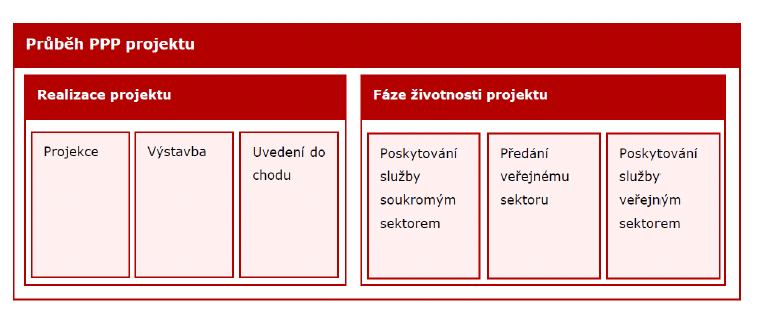 Průběh PPP projektu
Realizace projektu
Fáze životnosti projektu
Projekce
Výstavba
Uvedení do
chodu
Poskytování
služby
soukromým
sektorem
Předání
veřejnému
sektoru
Poskytování
služby
veřejným
sektorem